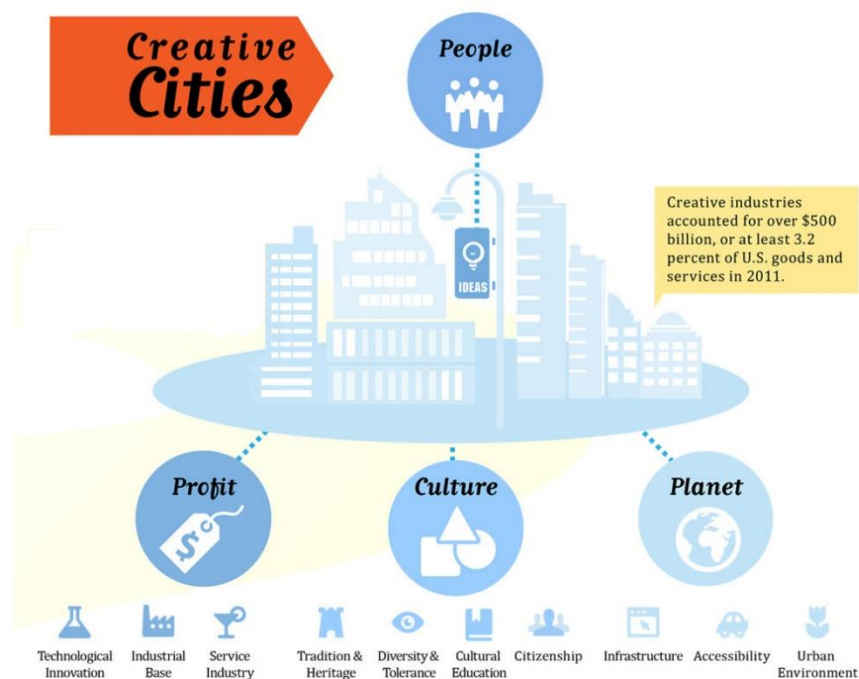 Creative
Cities
People
Creative industries
accounted for over $500
billion, or at least 3.2
percent of U.S. goods and
services in 2011.
IDEAS
Profit
$
Culture
Planet
Technological
Innovation
Industrial
Base
Service
Industry
Tradition &
Heritage
Diversity &
Tolerance
Cultural
Education
Citizenship
Infrastructure
Accessibility
Urban
Environment